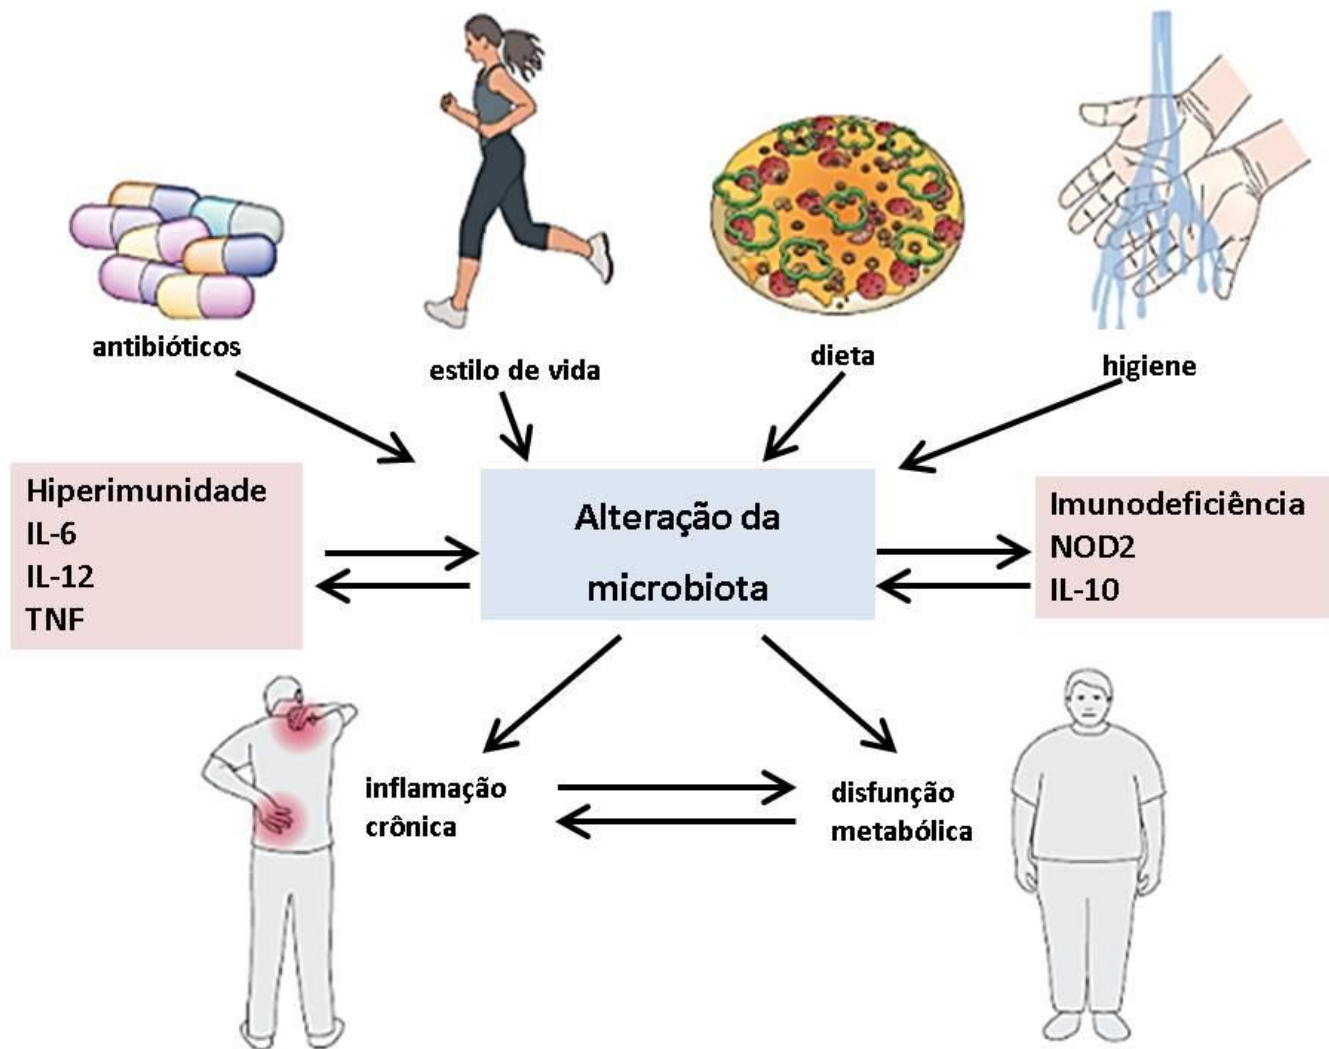 antibióticos
estilo de vida
dieta
higiene
Hiperimunidade
IL-6
IL-12
TNF
Alteração da
microbiota
Imunodeficiência
NOD2
IL-10
inflamação
crônica
disfunção
metabólica